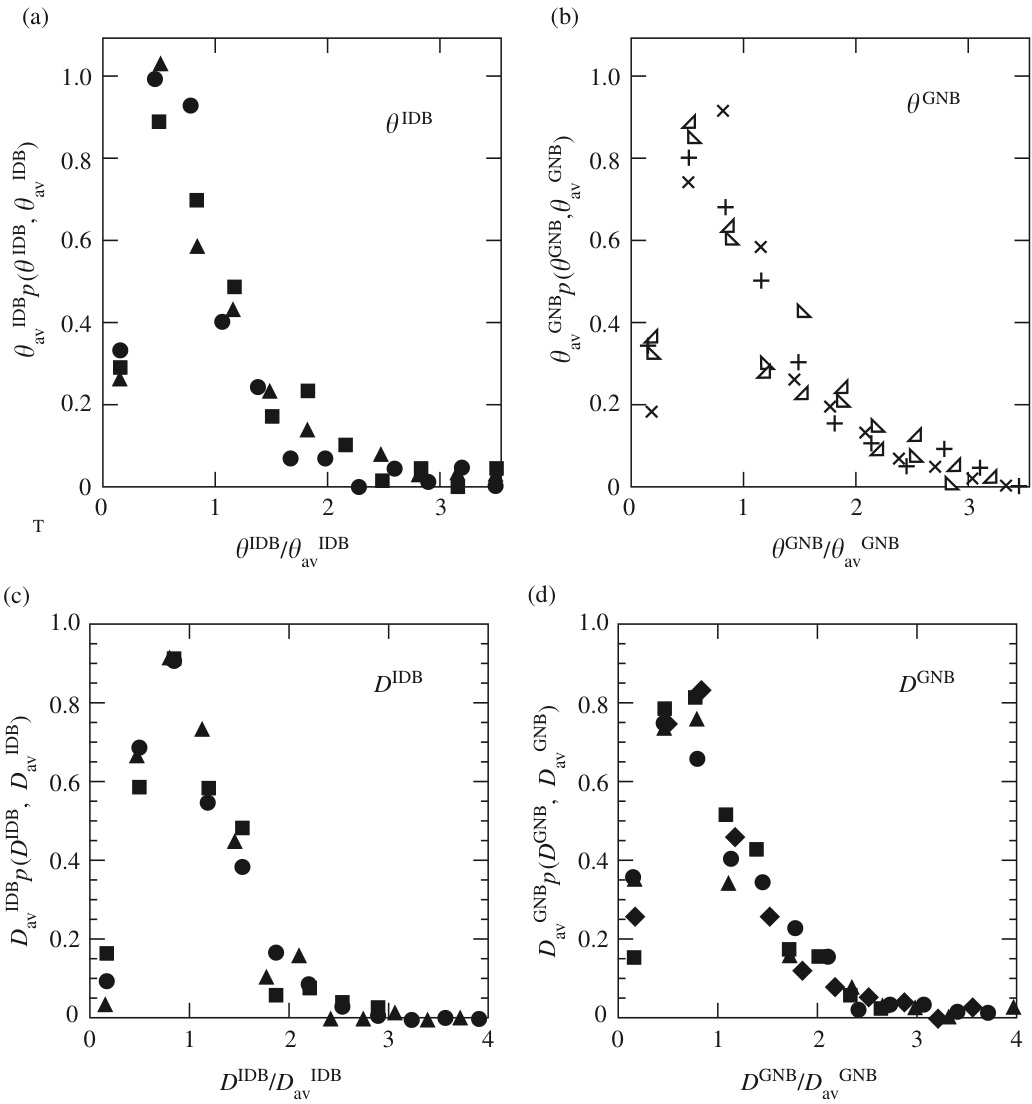 (a)
(b)
1.0
0.8
0.6
0.4
0.2
0
0
1
2
3
θ^IDB
θ_av^IDB p(θ^IDB, θ_av^IDB)
θ^IDB/θ_av^IDB
T
1.0
0.8
0.6
0.4
0.2
0
0
1
2
3
θ^GNB
θ_av^GNB p(θ^GNB, θ_av^GNB)
θ^GNB/θ_av^GNB
(c)
(d)
1.0
0.8
0.6
0.4
0.2
0
0
1
2
3
4
D^IDB
D_av^IDB p(D^IDB, D_av^IDB)
D^IDB/D_av^IDB
1.0
0.8
0.6
0.4
0.2
0
0
1
2
3
4
D^GNB
D_av^GNB p(D^GNB, D_av^GNB)
D^GNB/D_av^GNB